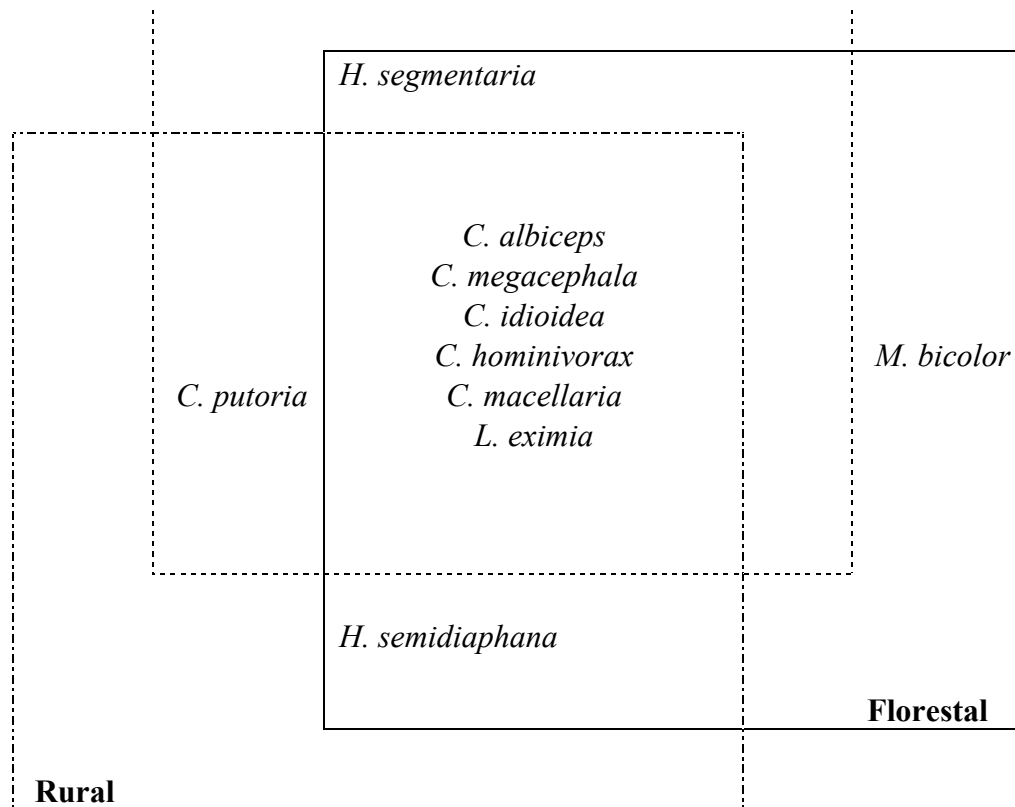 H. segmentaria
C. albiceps
C. megacephala
C. idioidea
C. hominivorax
M. bicolor
C. putoria
C. macellaria
L. eximia
H. semidiaphana
Florestal
Rural